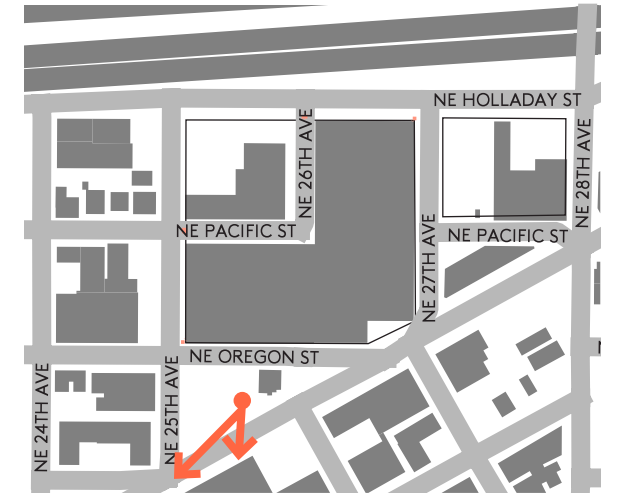 NE HOLLADAY ST
NE 26TH AVE
NE 28TH AVE
NE PACIFIC ST
NE PACIFIC ST
NE 27TH AVE
NE OREGON ST
NE 24TH AVE
NE 25TH AVE